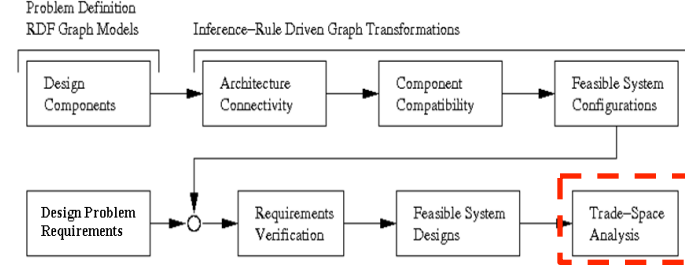 Problem Definition
RDF Graph Models
Inference-Rule Driven Graph Transformations
Design
Components
Architecture
Connectivity
Component
Compatibility
Feasible System
Configurations
Design Problem
Requirements
Requirements
Verification
Feasible System
Designs
Trade-Space
Analysis